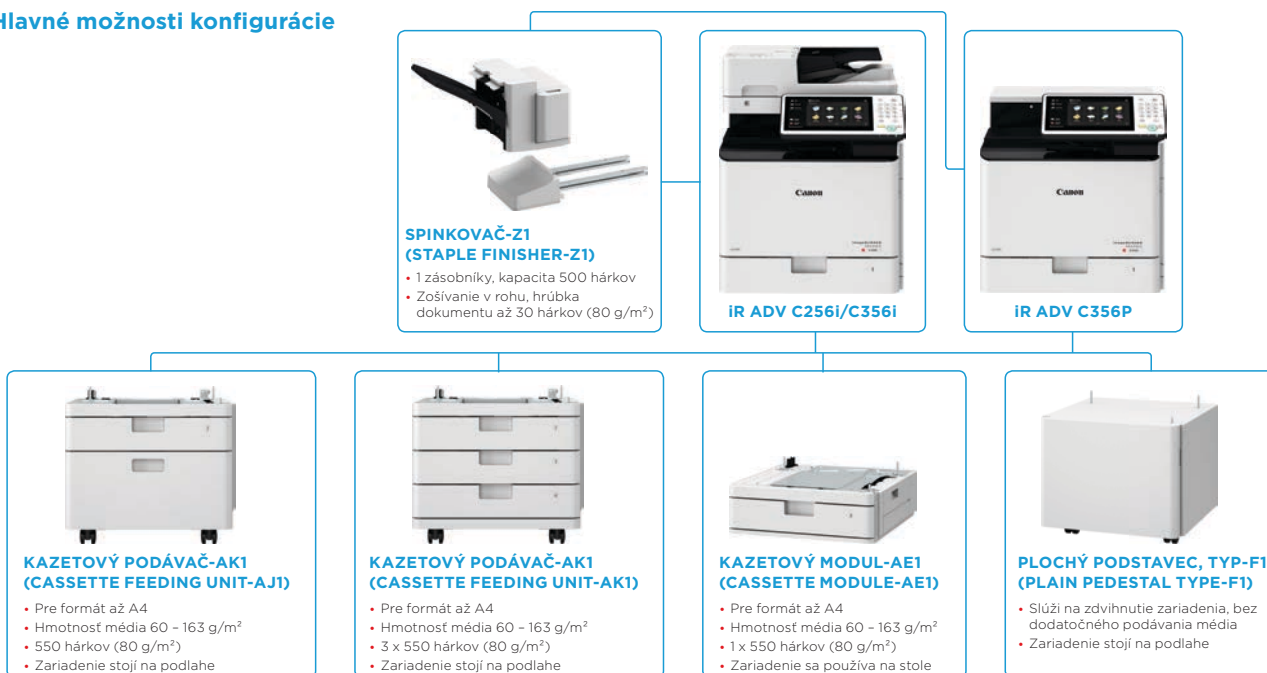 Hlavné možnosti konfigurácie
SPINKOVAČ-Z1
(STAPLE FINISHER-Z1)
• 1 zásobníky, kapacita 500 hárkov
• Zošívanie v rohu, hrúbka
dokumentu až 30 hárkov (80 g/m²)
Canon
iR ADV C256i/C356i
Canon
iR ADV C356P
KAZETOVÝ PODÁVAČ-AK1
(CASSETTE FEEDING UNIT-AJ1)
• Pre formát až A4
• Hmotnosť média 60 – 163 g/m²
• 550 hárkov (80 g/m²)
• Zariadenie stojí na podlahe
KAZETOVÝ PODÁVAČ-AK1
(CASSETTE FEEDING UNIT-AK1)
• Pre formát až A4
• Hmotnosť média 60 – 163 g/m²
• 3 x 550 hárkov (80 g/m²)
• Zariadenie stojí na podlahe
KAZETOVÝ MODUL-AE1
(CASSETTE MODULE-AE1)
• Pre formát až A4
• Hmotnosť média 60 – 163 g/m²
• 1 x 550 hárkov (80 g/m²)
• Zariadenie sa používa na stole
PLOCHÝ PODSTAVEC, TYP-F1
(PLAIN PEDESTAL TYPE-F1)
• Slúži na zdvihnutie zariadenia, bez
dodatočného podávania média
• Zariadenie stojí na podlahe